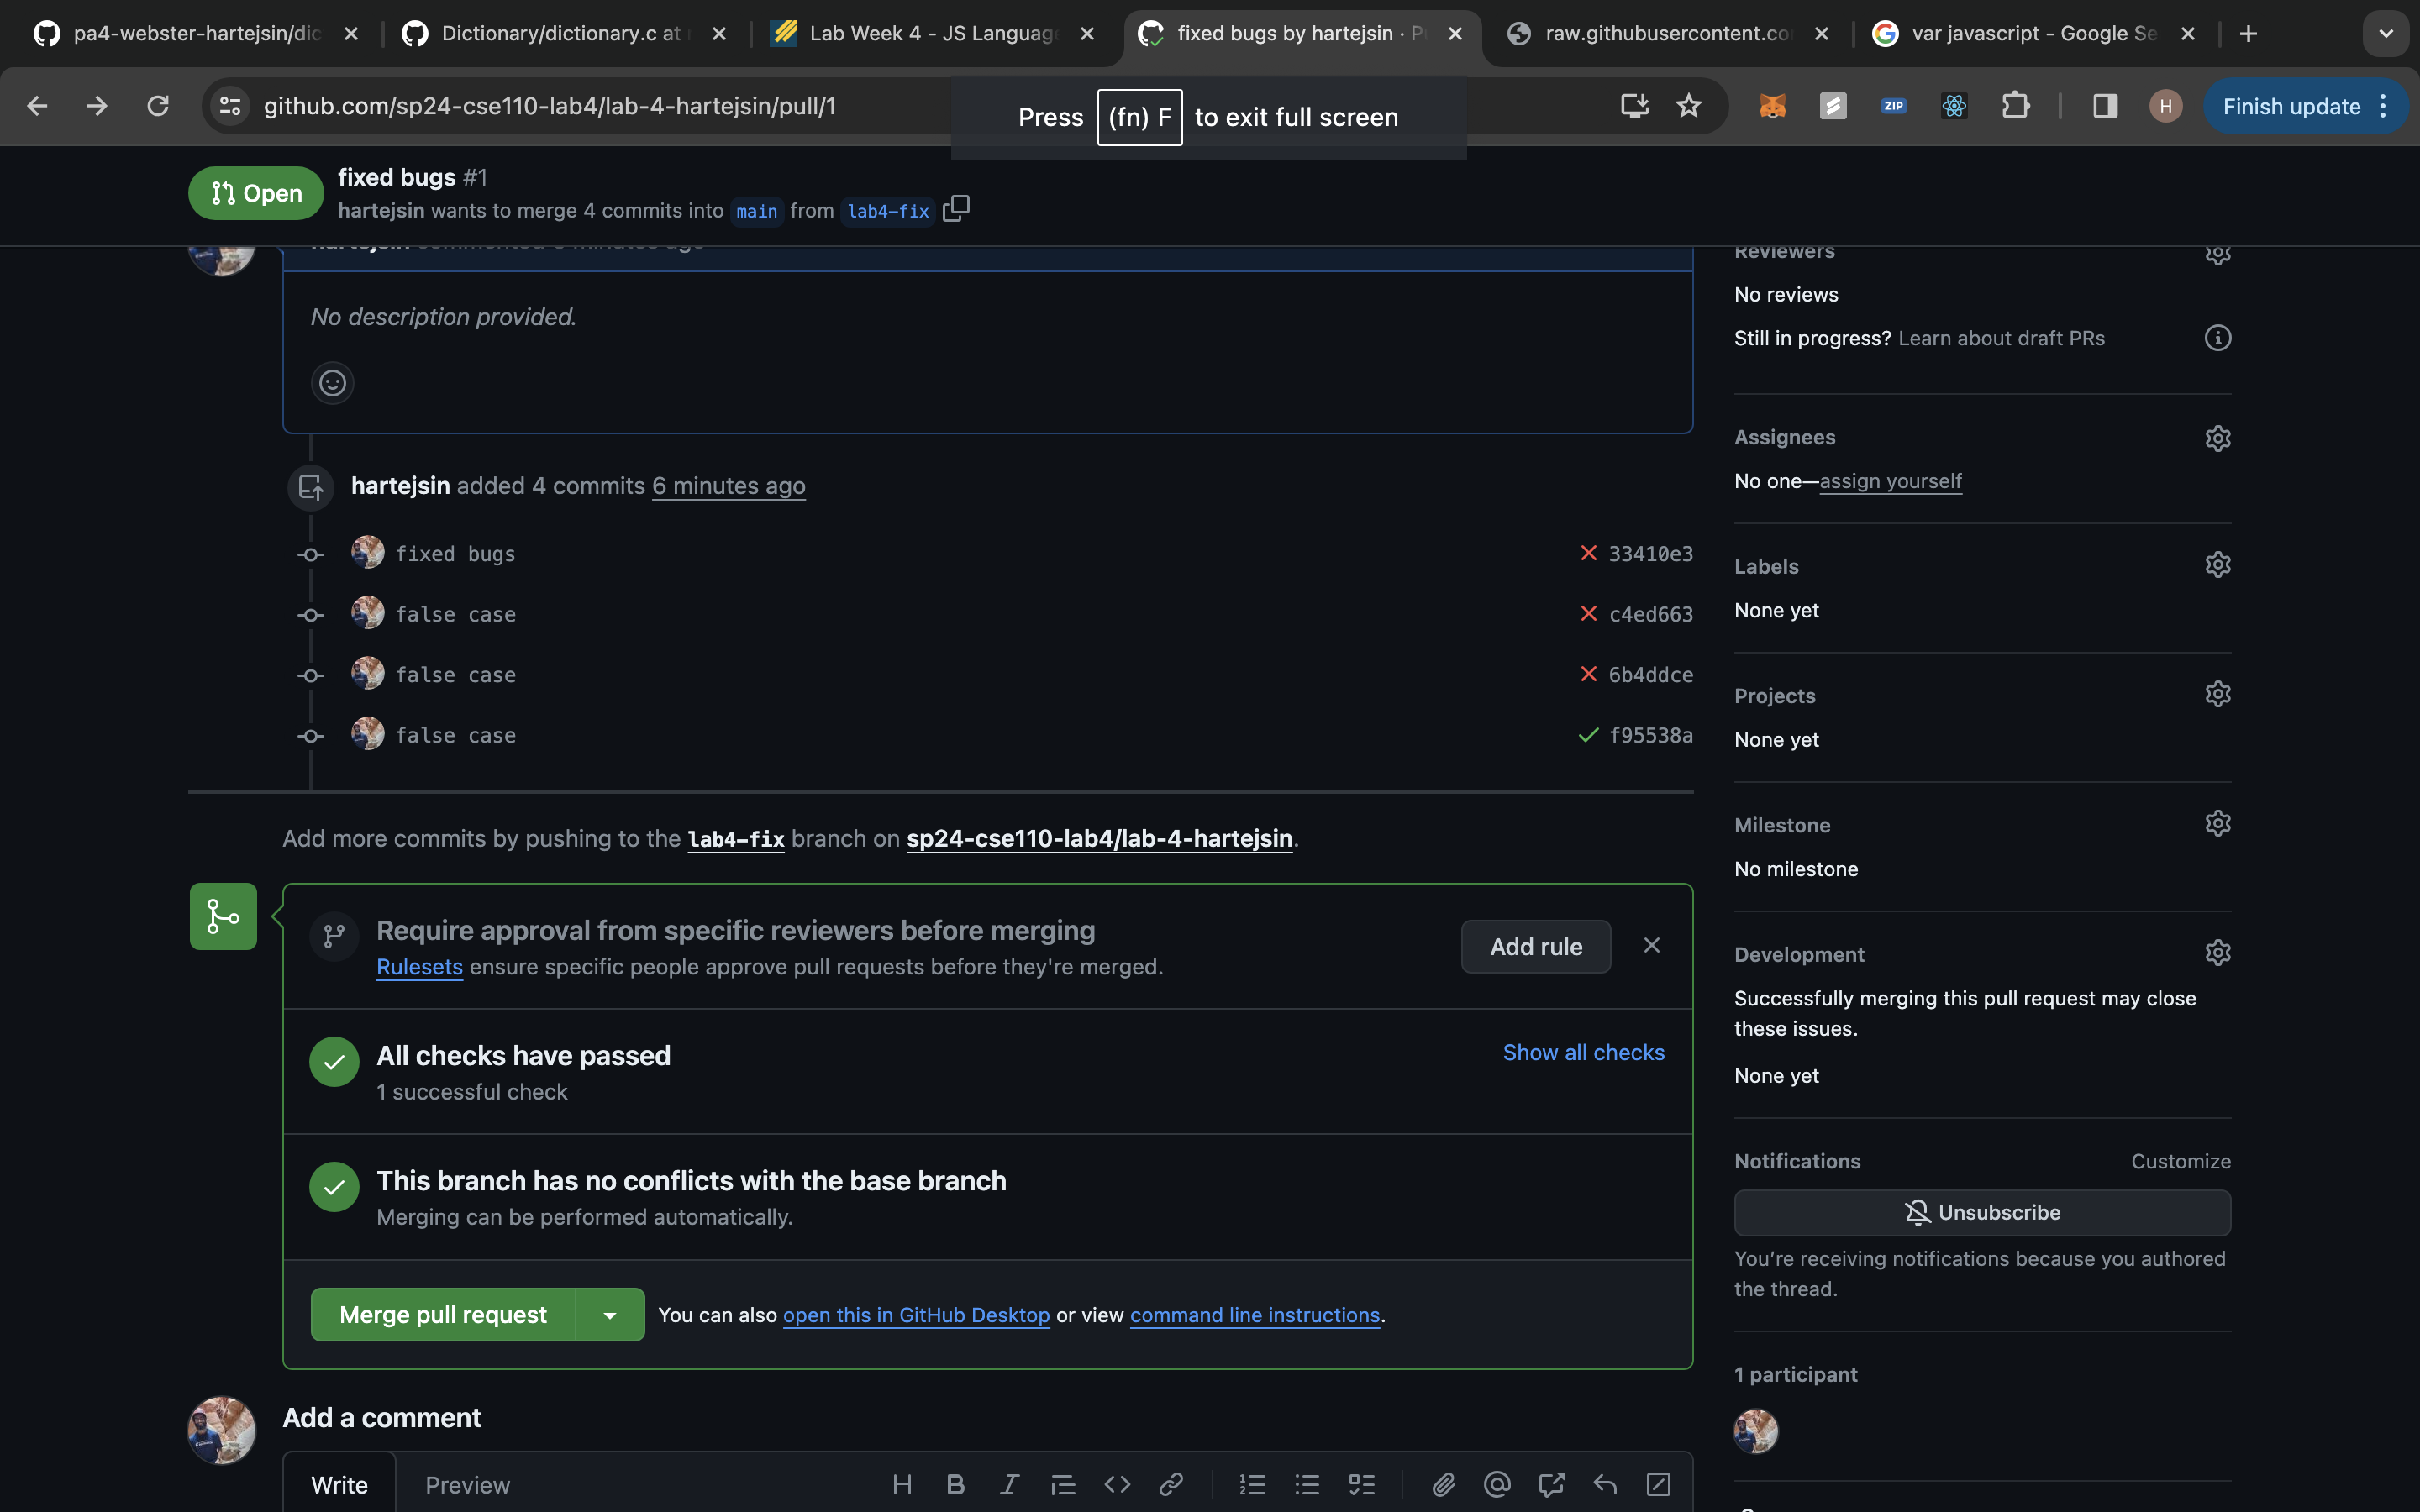 pa4-webster-hartejsin/dic
Dictionary/dictionary.c at
Lab Week 4 - JS Language
fixed bugs by hartejsin · P
raw.githubusercontent.co
var javascript - Google Se
github.com/sp24-cse110-lab4/lab-4-hartejsin/pull/1
Press (fn) F to exit full screen
ZIP
H
Finish update
Open
fixed bugs #1
hartejsin wants to merge 4 commits into main from lab4-fix
No description provided.
hartejsin added 4 commits 6 minutes ago
fixed bugs 33410e3
false case c4ed663
false case 6b4ddce
false case f95538a
Add more commits by pushing to the lab4-fix branch on sp24-cse110-lab4/lab-4-hartejsin.
Require approval from specific reviewers before merging
Rulesets ensure specific people approve pull requests before they're merged.
Add rule
All checks have passed
1 successful check
Show all checks
This branch has no conflicts with the base branch
Merging can be performed automatically.
Merge pull request
You can also open this in GitHub Desktop or view command line instructions.
Add a comment
Write
Preview
Reviewers
No reviews
Still in progress? Learn about draft PRs
Assignees
No one—assign yourself
Labels
None yet
Projects
None yet
Milestone
No milestone
Development
Successfully merging this pull request may close
these issues.
None yet
Notifications
Customize
Unsubscribe
You're receiving notifications because you authored
the thread.
1 participant